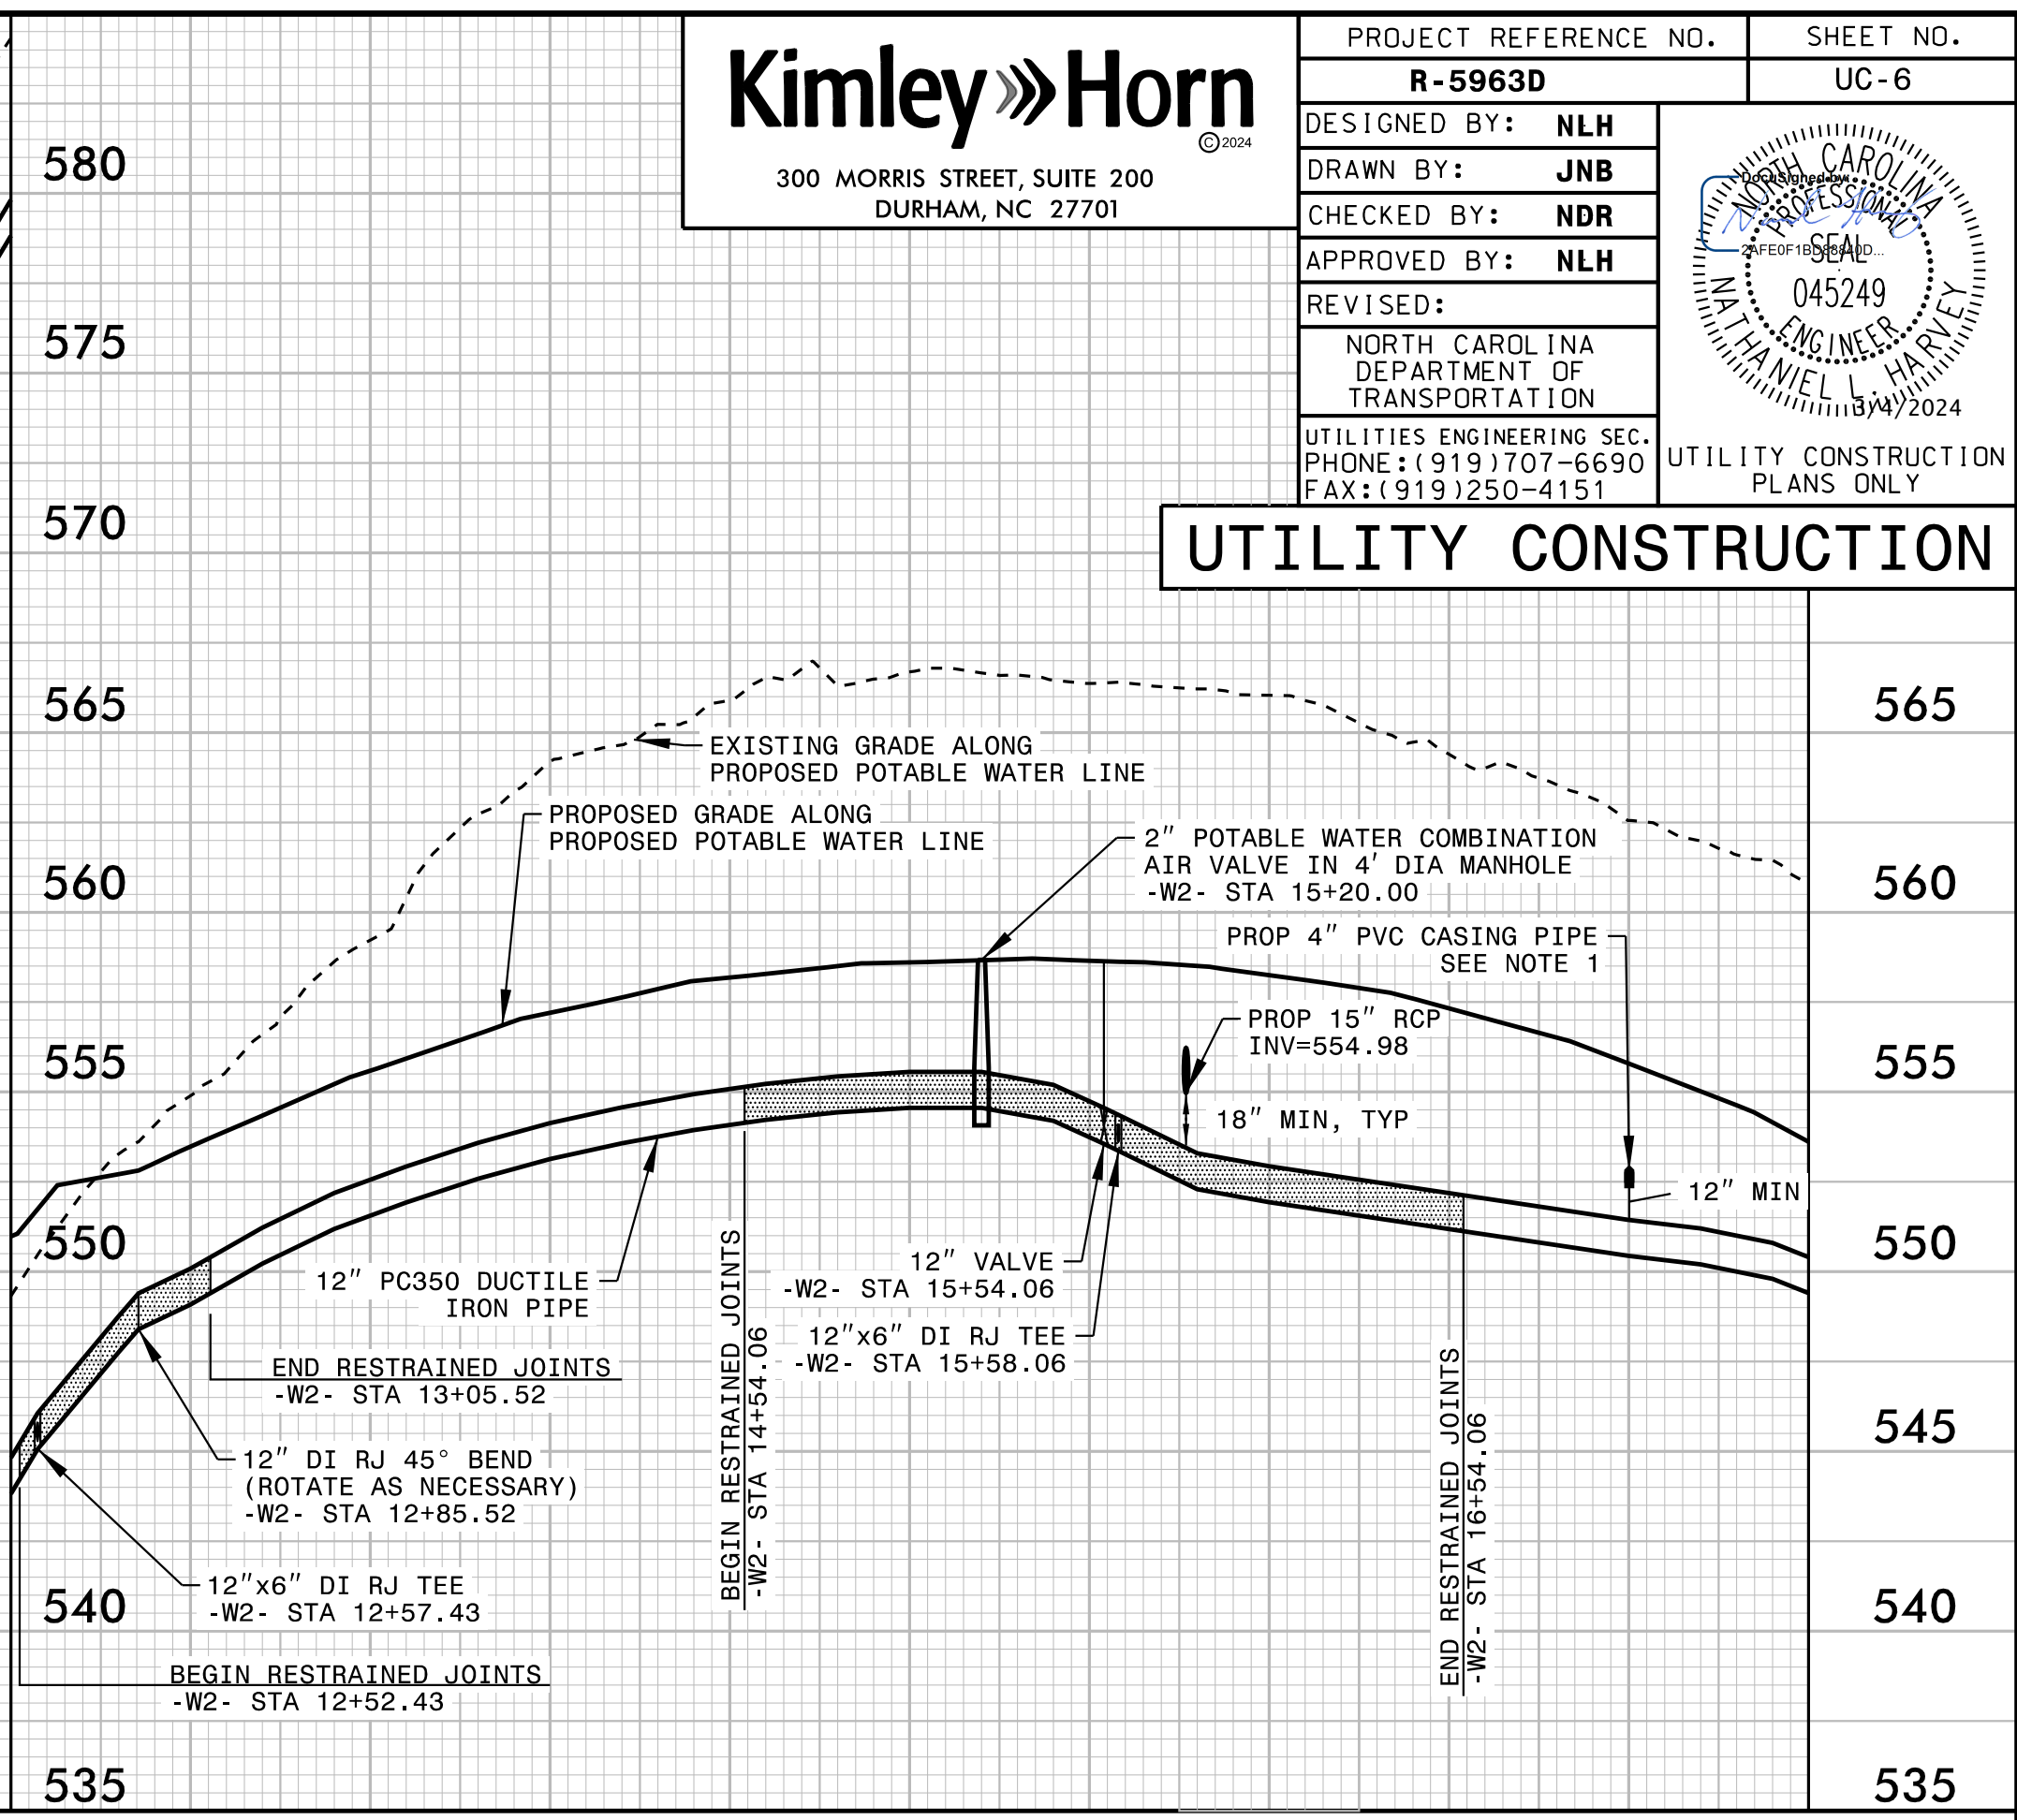 Kimley»Horn
© 2024
300 MORRIS STREET, SUITE 200
DURHAM, NC 27701
PROJECT REFERENCE NO.
SHEET NO.
R-5963D
UC-6
DESIGNED BY: NLH
DRAWN BY: JNB
CHECKED BY: NDR
APPROVED BY: NLH
REVISED:
NORTH CAROLINA
DEPARTMENT OF
TRANSPORTATION
UTILITIES ENGINEERING SEC.
PHONE:(919)707-6690
FAX:(919)250-4151
NORTH CAROLINA
PROFESSIONAL
DocuSigned by:
SEAL
2AFE0F1BD88840D...
045249
ENGINEER
NATHANIEL L. HARVEY
3/4/2024
UTILITY CONSTRUCTION
PLANS ONLY
UTILITY CONSTRUCTION
580
575
570
565
560
555
550
545
540
535
565
560
555
550
545
540
535
EXISTING GRADE ALONG
PROPOSED POTABLE WATER LINE
PROPOSED GRADE ALONG
PROPOSED POTABLE WATER LINE
2" POTABLE WATER COMBINATION
AIR VALVE IN 4' DIA MANHOLE
-W2- STA 15+20.00
PROP 4" PVC CASING PIPE
SEE NOTE 1
PROP 15" RCP
INV=554.98
18" MIN, TYP
12" MIN
12" PC350 DUCTILE
IRON PIPE
12" VALVE
-W2- STA 15+54.06
12"x6" DI RJ TEE
-W2- STA 15+58.06
END RESTRAINED JOINTS
-W2- STA 13+05.52
BEGIN RESTRAINED JOINTS
-W2- STA 14+54.06
END RESTRAINED JOINTS
-W2- STA 16+54.06
12" DI RJ 45° BEND
(ROTATE AS NECESSARY)
-W2- STA 12+85.52
12"x6" DI RJ TEE
-W2- STA 12+57.43
BEGIN RESTRAINED JOINTS
-W2- STA 12+52.43